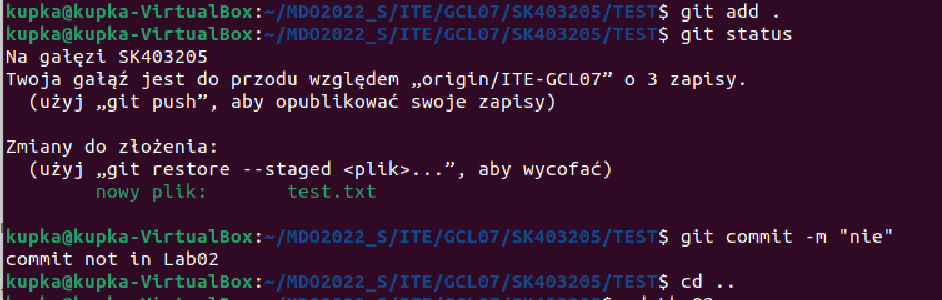 kupka@kupka-VirtualBox:~/MDO2022_S/ITE/GCL07/SK403205/TEST$ git add .
kupka@kupka-VirtualBox:~/MDO2022_S/ITE/GCL07/SK403205/TEST$ git status
Na gałęzi SK403205
Twoja gałąź jest do przodu względem „origin/ITE-GCL07” o 3 zapisy.
  (użyj „git push”, aby opublikować swoje zapisy)

Zmiany do złożenia:
  (użyj „git restore --staged <plik>...”, aby wycofać)
        nowy plik:       test.txt

kupka@kupka-VirtualBox:~/MDO2022_S/ITE/GCL07/SK403205/TEST$ git commit -m "nie"
commit not in Lab02
kupka@kupka-VirtualBox:~/MDO2022_S/ITE/GCL07/SK403205/TEST$ cd ..